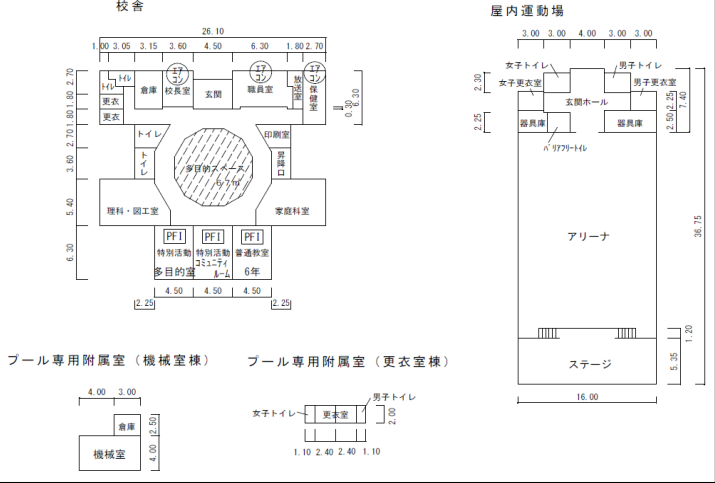 校舎
26.10
1.00 3.05 3.15 3.60 4.50 6.30 1.80 2.70
2.70
1.80
1.80
2.70
3.60
5.40
6.30
トイレ
トイレ
更衣
更衣
倉庫
エアコン
校長室
玄関
エアコン
職員室
放送室
エアコン
保健室
0.30
6.30
トイレ
トイレ
印刷室
昇降口
多目的スペース
67㎡
理科・図工室
家庭科室
PFI
PFI
PFI
特別活動
多目的室
特別活動
コミュニティ
ルーム
普通教室
6年
4.50 4.50 4.50
2.25
2.25
屋内運動場
3.00 3.00 4.00 3.00 3.00
女子トイレ
男子トイレ
女子更衣室
男子更衣室
玄関ホール
器具庫
器具庫
バリアフリートイレ
2.30
2.25
2.25
2.50
7.40
36.75
アリーナ
1.20
5.35
ステージ
16.00
プール専用附属室（機械室棟）
4.00 3.00
倉庫
機械室
2.50
4.00
プール専用附属室（更衣室棟）
男子トイレ
女子トイレ
更衣室
2.00
1.10 2.40 2.40 1.10